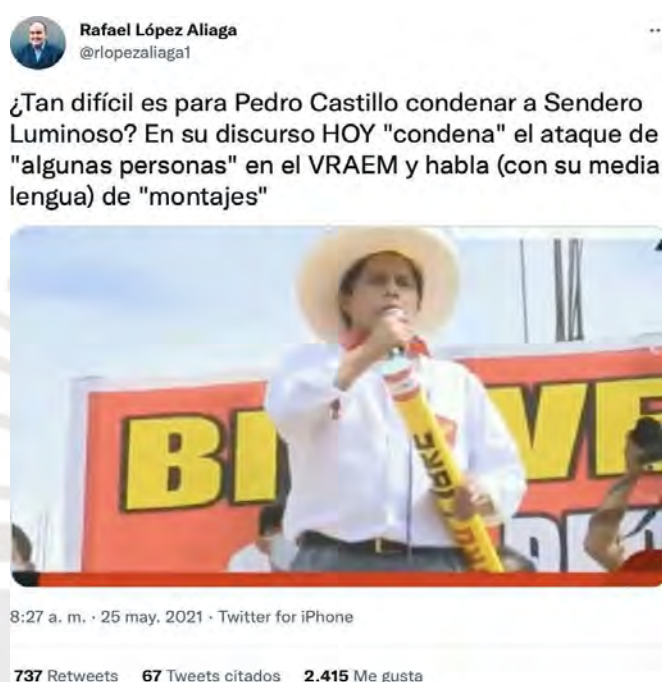 Rafael López Aliaga
@rlopezaliaga1
¿Tan difícil es para Pedro Castillo condenar a Sendero
Luminoso? En su discurso HOY "condena" el ataque de
"algunas personas" en el VRAEM y habla (con su media
lengua) de "montajes"
BI VE
8:27 a. m. · 25 may. 2021 · Twitter for iPhone
737 Retweets 67 Tweets citados 2.415 Me gusta